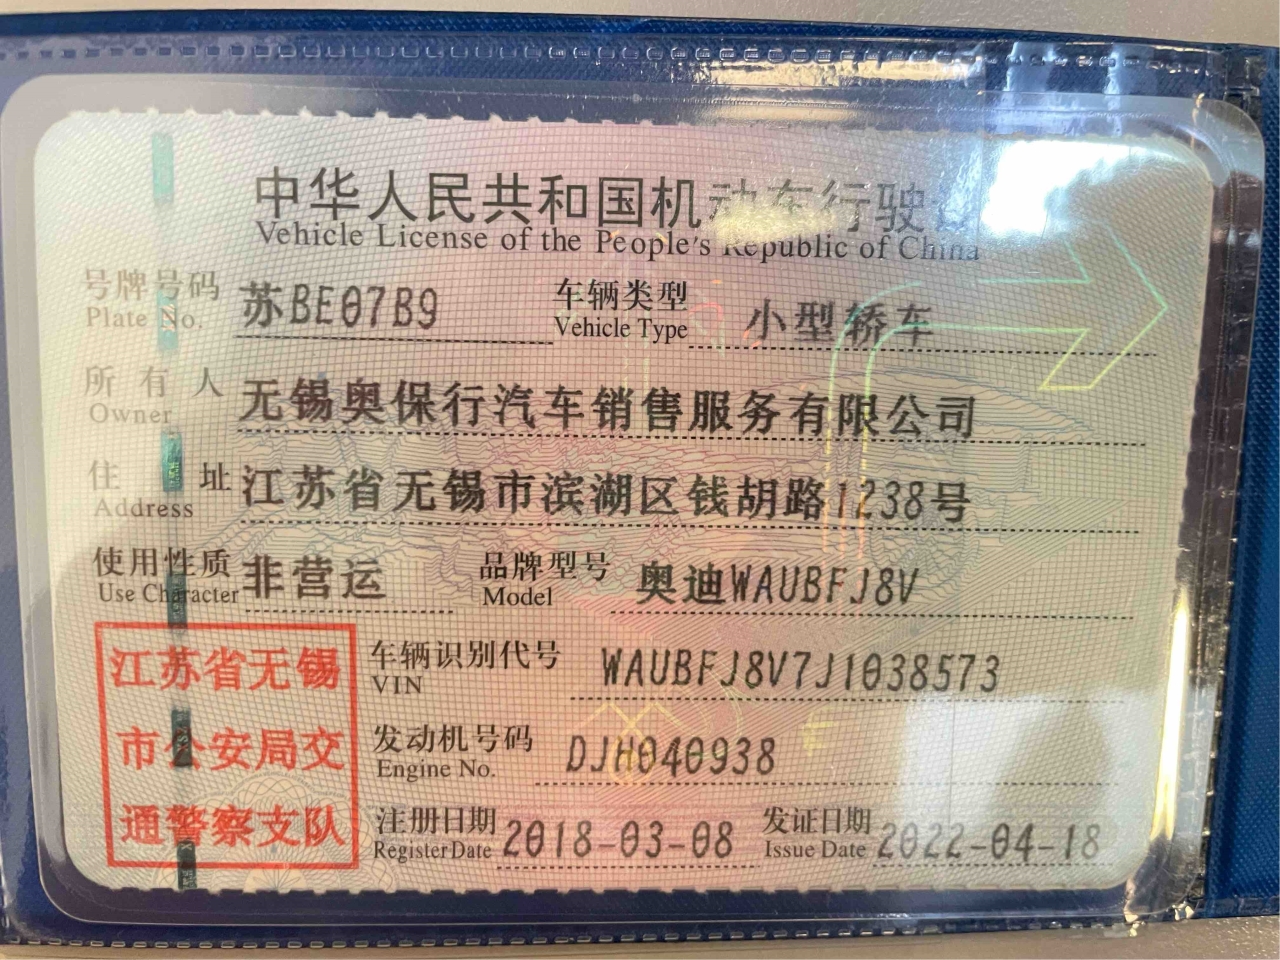 中华人民共和国机动车行驶
Vehicle License of the People's Republic of China
号牌号码 苏BE07B9 车辆类型 小型轿车
Plate No. Vehicle Type
所有人 无锡奥保行汽车销售服务有限公司
Owner
住址 江苏省无锡市滨湖区钱胡路1238号
Address
使用性质 非营运 品牌型号 奥迪WAUBFJ8V
Use Character Model
江苏省无锡
市公安局交
通警察支队
车辆识别代号 WAUBFJ8V7J1038573
VIN
发动机号码 DJH040938
Engine No.
注册日期 2018-03-08 发证日期 2022-04-18
Register Date Issue Date